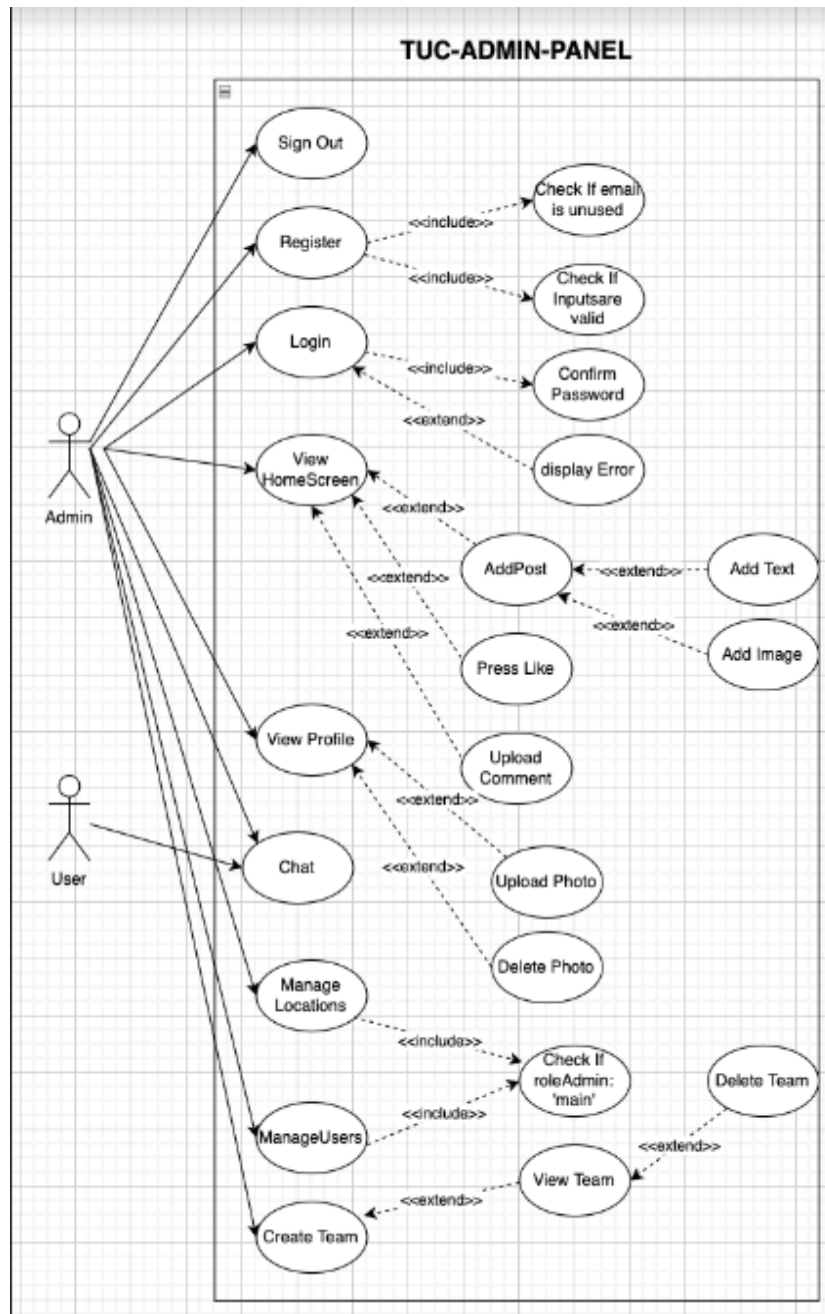 TUC-ADMIN-PANEL
Sign Out
Check If email
is unused
<<include>>
Register
<<include>>
Check If
Inputsare
valid
Login
<<include>>
Confirm
Password
<<extend>>
View
HomeScreen
display Error
Admin
<<extend>>
AddPost
<<extend>>
Add Text
<<extend>>
<<extend>>
<<extend>>
Add Image
Press Like
View Profile
Upload
Comment
<<extend>>
User
Chat
<<extend>>
Upload Photo
Manage
Locations
Delete Photo
<<include>>
Check If
roleAdmin:
'main'
Delete Team
<<include>>
ManageUsers
<<extend>>
View Team
<<extend>>
Create Team